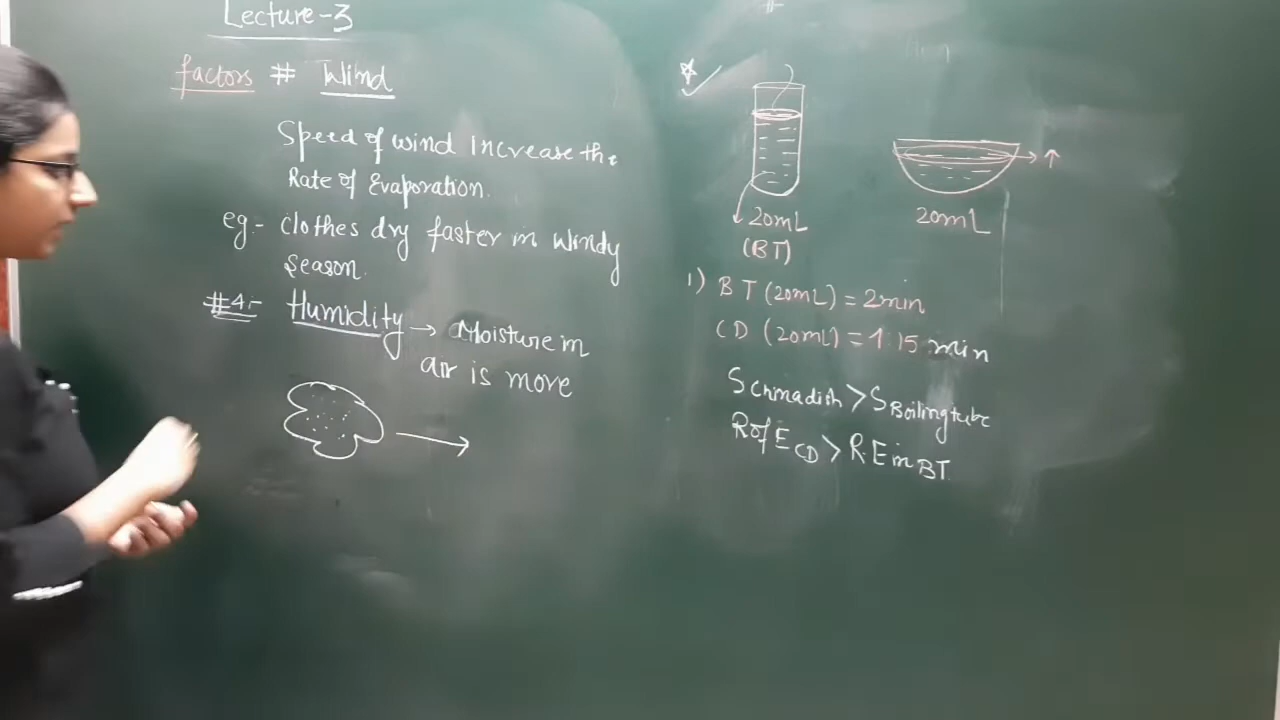 Lecture-3
factors # Wind
Speed of wind Increase the
Rate of Evaporation.
eg:- Clothes dry faster in windy
Season.
#4:- Humidity → Moisture in
air is more
20mL
(BT)
20mL
1) BT (20mL) = 2min
CD (20mL) = 1:15 min
S Chinadish > S Boilingtube
R of E CD > R.E in BT.